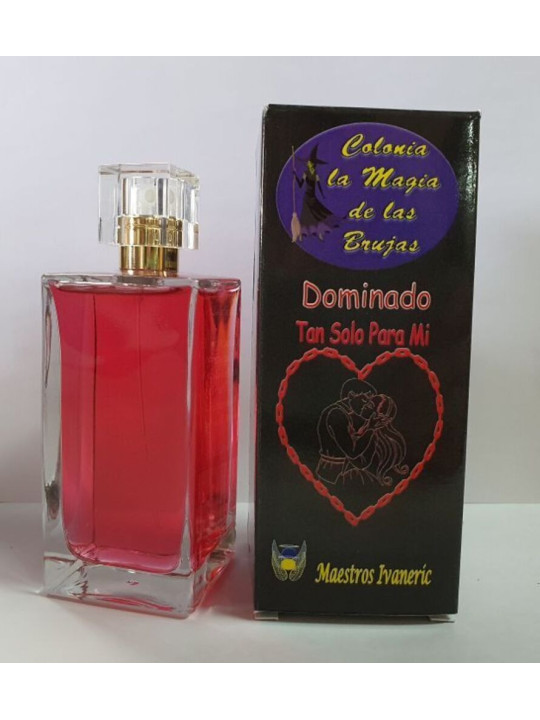 Colonia
la Magia
de las
Brujas
Dominado
Tan Solo Para Mi
Maestros Ivaneric